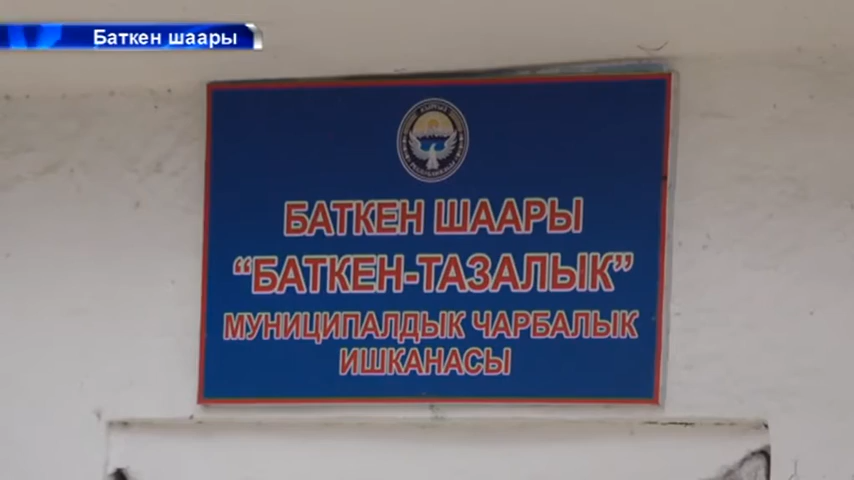 Баткен шаары
БАТКЕН ШААРЫ
“БАТКЕН-ТАЗАЛЫК”
МУНИЦИПАЛДЫК ЧАРБАЛЫК
ИШКАНАСЫ